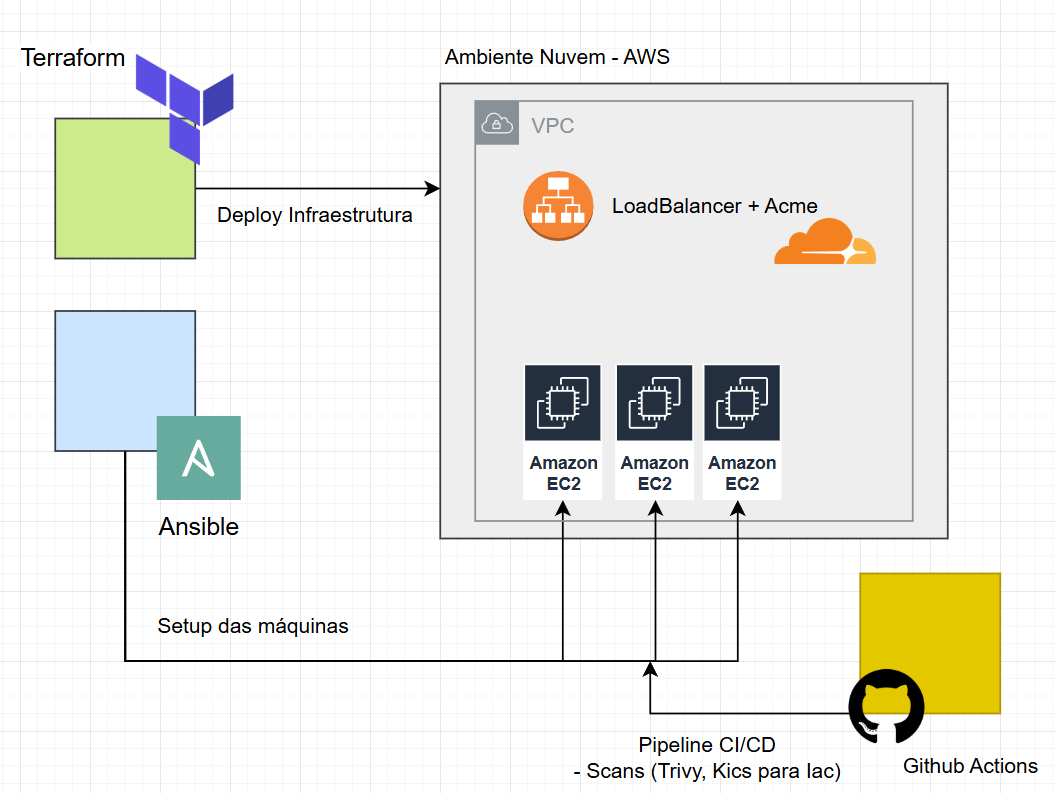 Terraform
Ambiente Nuvem - AWS
VPC
LoadBalancer + Acme
Deploy Infraestrutura
Amazon EC2
Amazon EC2
Amazon EC2
Ansible
Setup das máquinas
Pipeline CI/CD
- Scans (Trivy, Kics para Iac)
Github Actions